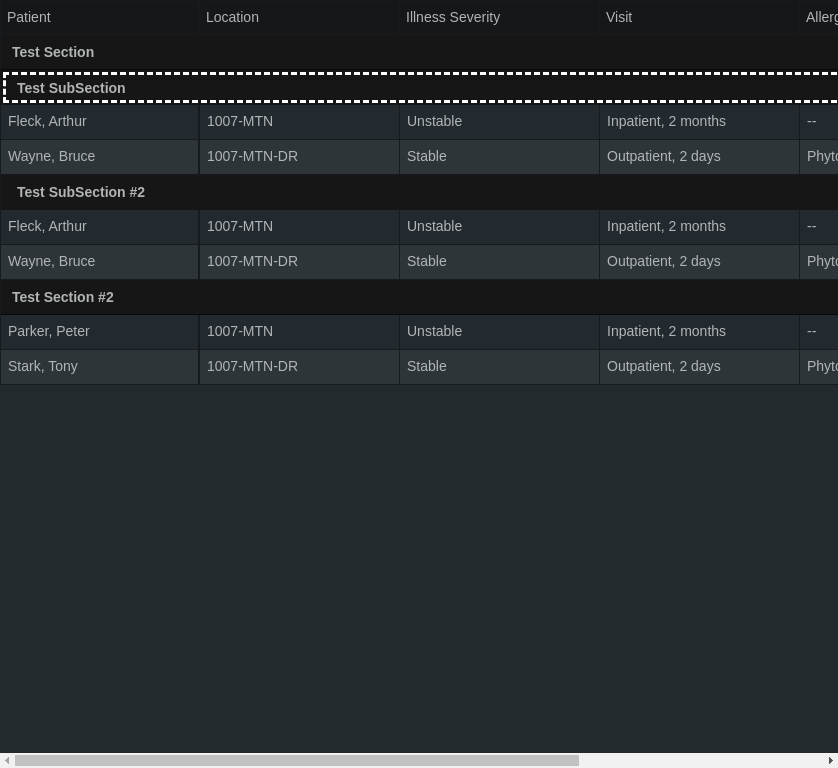 Patient Location Illness Severity Visit Allerg
Test Section
Test SubSection
Fleck, Arthur 1007-MTN Unstable Inpatient, 2 months --
Wayne, Bruce 1007-MTN-DR Stable Outpatient, 2 days Phyto
Test SubSection #2
Fleck, Arthur 1007-MTN Unstable Inpatient, 2 months --
Wayne, Bruce 1007-MTN-DR Stable Outpatient, 2 days Phyto
Test Section #2
Parker, Peter 1007-MTN Unstable Inpatient, 2 months --
Stark, Tony 1007-MTN-DR Stable Outpatient, 2 days Phyto